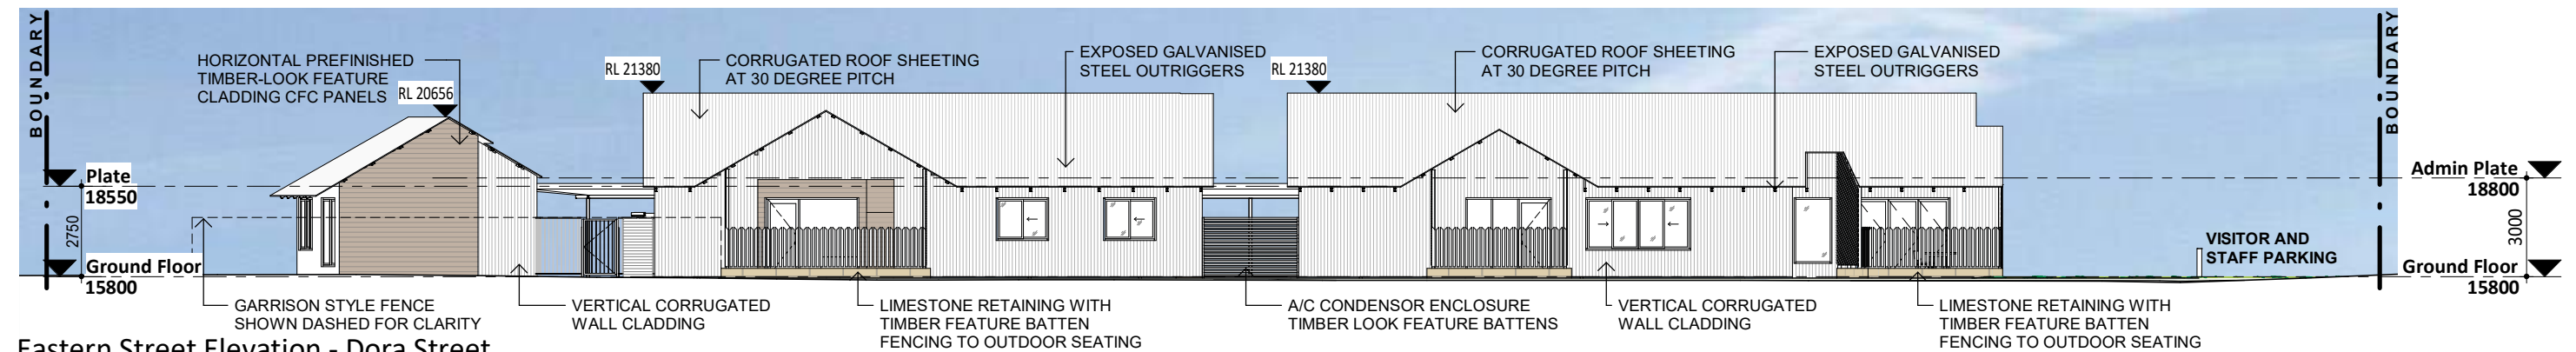 BOUNDARY
HORIZONTAL PREFINISHED
TIMBER-LOOK FEATURE
CLADDING CFC PANELS
RL 20656
RL 21380
CORRUGATED ROOF SHEETING
AT 30 DEGREE PITCH
EXPOSED GALVANISED
STEEL OUTRIGGERS
RL 21380
CORRUGATED ROOF SHEETING
AT 30 DEGREE PITCH
EXPOSED GALVANISED
STEEL OUTRIGGERS
BOUNDARY
Plate
18550
2750
Ground Floor
15800
Admin Plate
18800
3000
Ground Floor
15800
VISITOR AND
STAFF PARKING
GARRISON STYLE FENCE
SHOWN DASHED FOR CLARITY
VERTICAL CORRUGATED
WALL CLADDING
LIMESTONE RETAINING WITH
TIMBER FEATURE BATTEN
FENCING TO OUTDOOR SEATING
A/C CONDENSOR ENCLOSURE
TIMBER LOOK FEATURE BATTENS
VERTICAL CORRUGATED
WALL CLADDING
LIMESTONE RETAINING WITH
TIMBER FEATURE BATTEN
FENCING TO OUTDOOR SEATING
Eastern Street Elevation - Dora Street